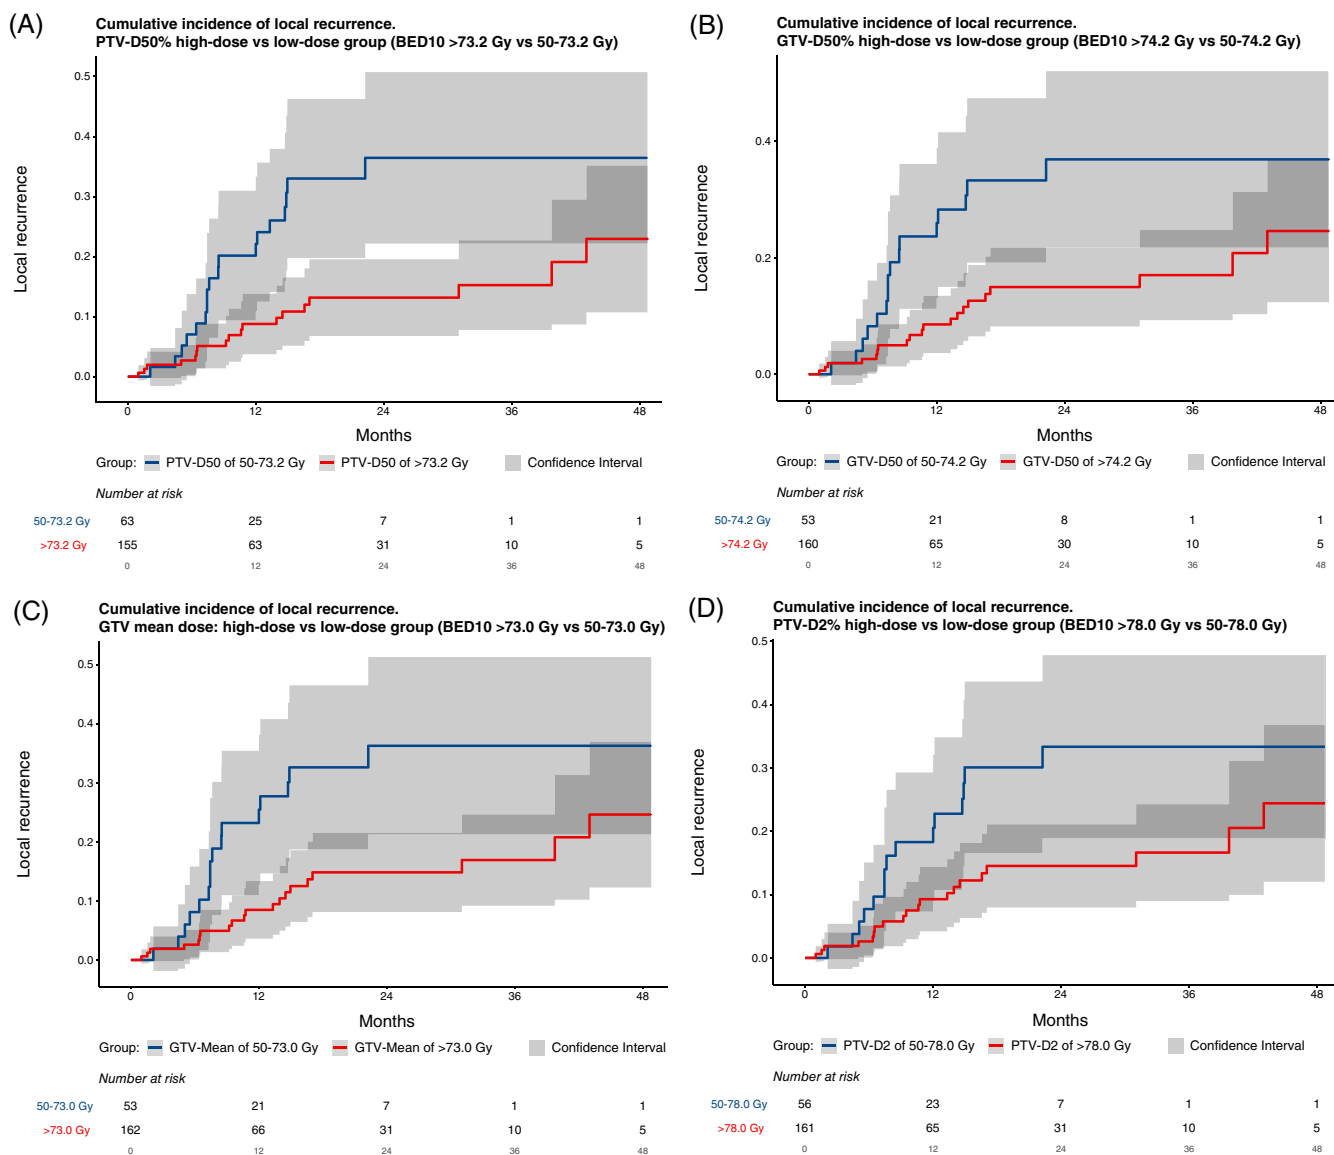 (A)
Cumulative incidence of local recurrence.
PTV-D50% high-dose vs low-dose group (BED10 >73.2 Gy vs 50-73.2 Gy)
0.5
0.4
0.3
0.2
0.1
0.0
Local recurrence
0 12 24 36 48
Months
Group: PTV-D50 of 50-73.2 Gy PTV-D50 of >73.2 Gy Confidence Interval
Number at risk
50-73.2 Gy 63 25 7 1 1
>73.2 Gy 155 63 31 10 5
0 12 24 36 48
(B)
Cumulative incidence of local recurrence.
GTV-D50% high-dose vs low-dose group (BED10 >74.2 Gy vs 50-74.2 Gy)
0.4
0.2
0.0
Local recurrence
0 12 24 36 48
Months
Group: GTV-D50 of 50-74.2 Gy GTV-D50 of >74.2 Gy Confidence Interval
Number at risk
50-74.2 Gy 53 21 8 1 1
>74.2 Gy 160 65 30 10 5
0 12 24 36 48
(C)
Cumulative incidence of local recurrence.
GTV mean dose: high-dose vs low-dose group (BED10 >73.0 Gy vs 50-73.0 Gy)
0.5
0.4
0.3
0.2
0.1
0.0
Local recurrence
0 12 24 36 48
Months
Group: GTV-Mean of 50-73.0 Gy GTV-Mean of >73.0 Gy Confidence Interval
Number at risk
50-73.0 Gy 53 21 7 1 1
>73.0 Gy 162 66 31 10 5
0 12 24 36 48
(D)
Cumulative incidence of local recurrence.
PTV-D2% high-dose vs low-dose group (BED10 >78.0 Gy vs 50-78.0 Gy)
0.5
0.4
0.3
0.2
0.1
0.0
Local recurrence
0 12 24 36 48
Months
Group: PTV-D2 of 50-78.0 Gy PTV-D2 of >78.0 Gy Confidence Interval
Number at risk
50-78.0 Gy 56 23 7 1 1
>78.0 Gy 161 65 31 10 5
0 12 24 36 48